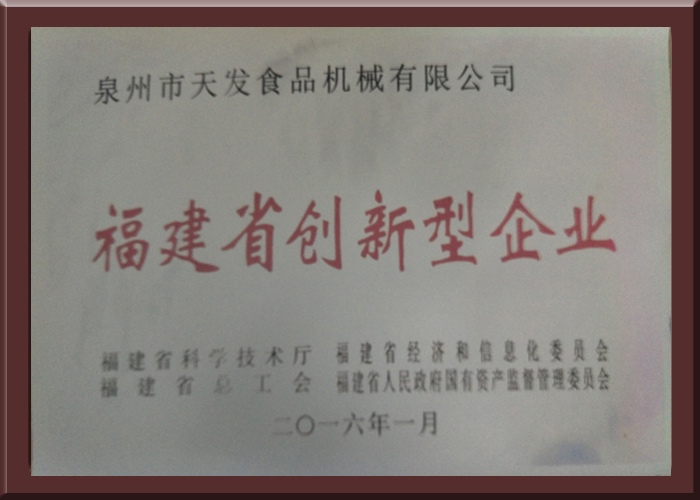 泉州市天发食品机械有限公司
福建省创新型企业
福建省科学技术厅 福建省经济和信息化委员会
福建省总工会 福建省人民政府国有资产监督管理委员会
二〇一六年一月